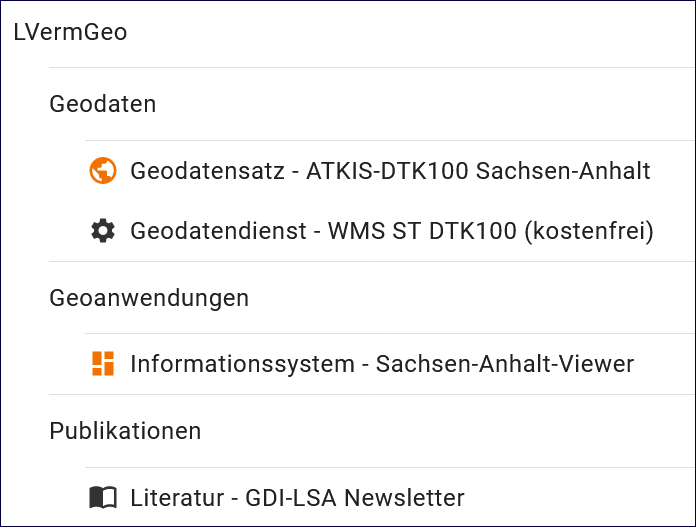 LVermGeo
Geodaten
Geodatensatz - ATKIS-DTK100 Sachsen-Anhalt
Geodatendienst - WMS ST DTK100 (kostenfrei)
Geoanwendungen
Informationssystem - Sachsen-Anhalt-Viewer
Publikationen
Literatur - GDI-LSA Newsletter